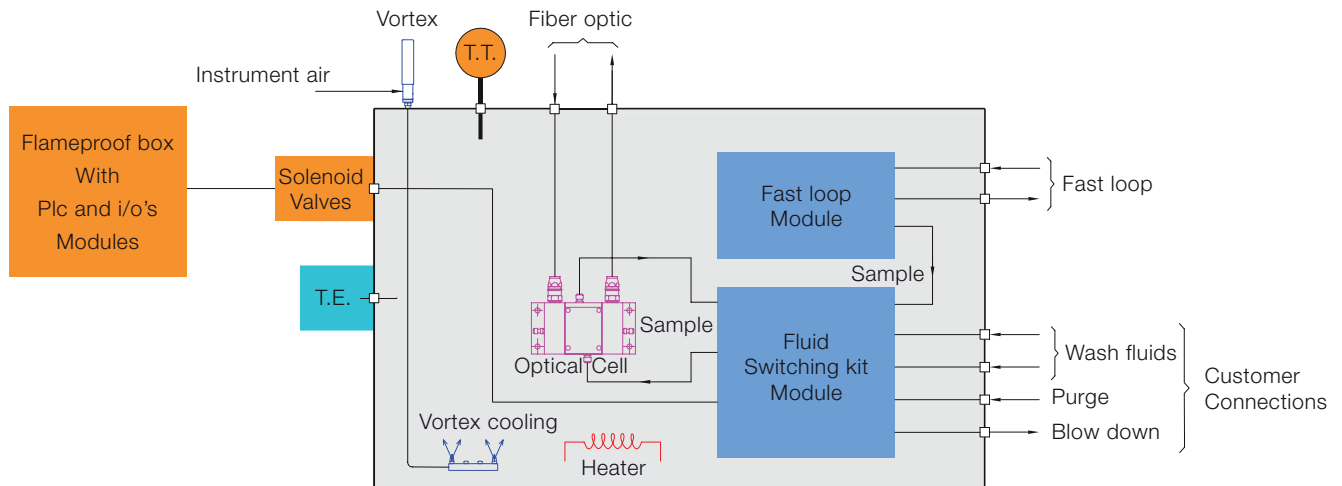 Vortex
Fiber optic
T.T.
Instrument air
Flameproof box
With
Plc and i/o's
Modules
Solenoid
Valves
Fast loop
Module
Fast loop
T.E.
Sample
Sample
Optical Cell
Fluid
Switching kit
Module
Wash fluids
Purge
Blow down
Customer
Connections
Vortex cooling
Heater